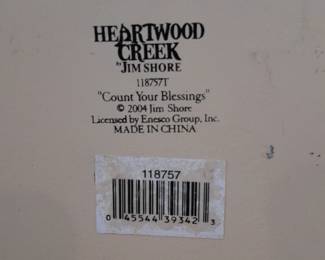 HEARTWOOD
CREEK
BY JIM SHORE
118757T
"Count Your Blessings"
© 2004 Jim Shore
Licensed by Enesco Group, Inc.
MADE IN CHINA
118757
0 45544 39342 3